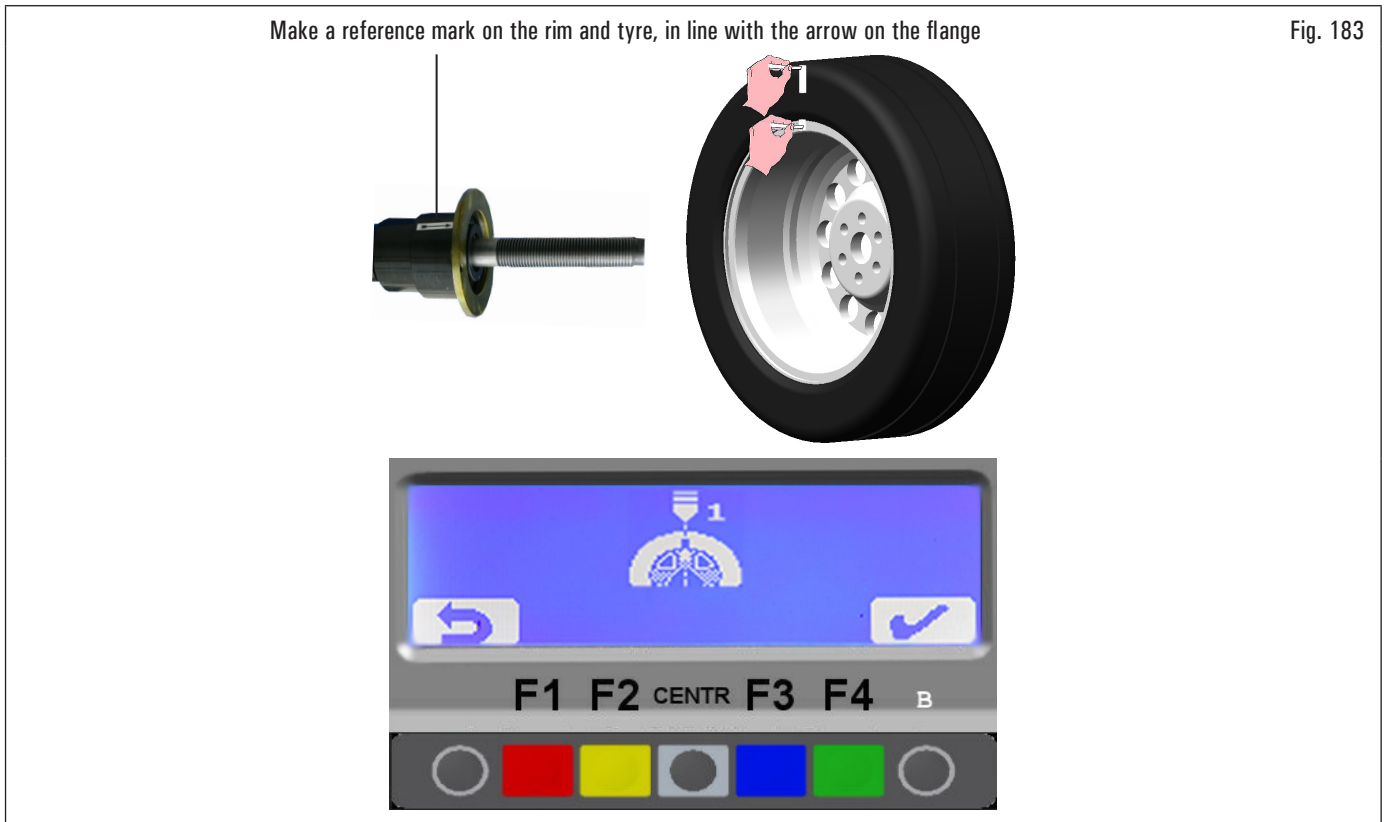 Make a reference mark on the rim and tyre, in line with the arrow on the flange
Fig. 183
1
F1 F2 CENTR F3 F4 B